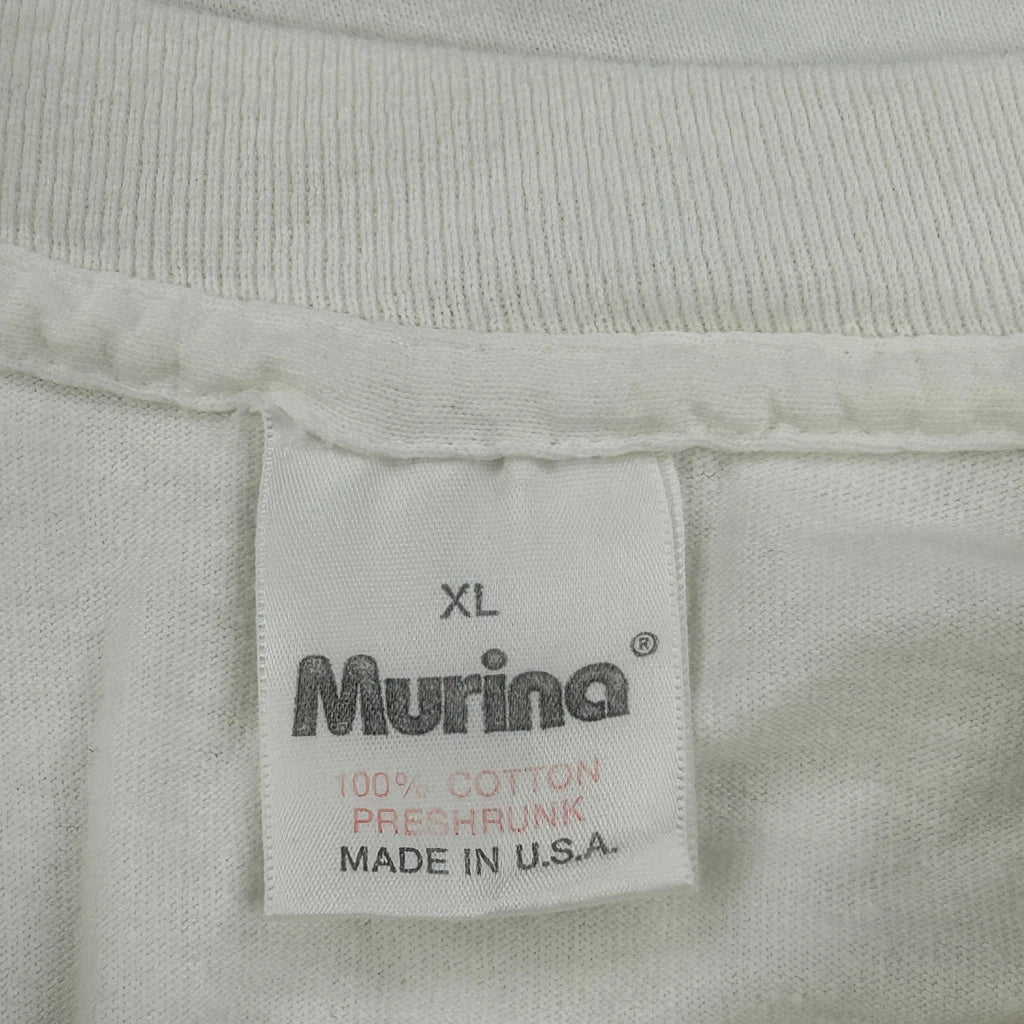 XL
Murina®
100% COTTON
PRESHRUNK
MADE IN U.S.A.